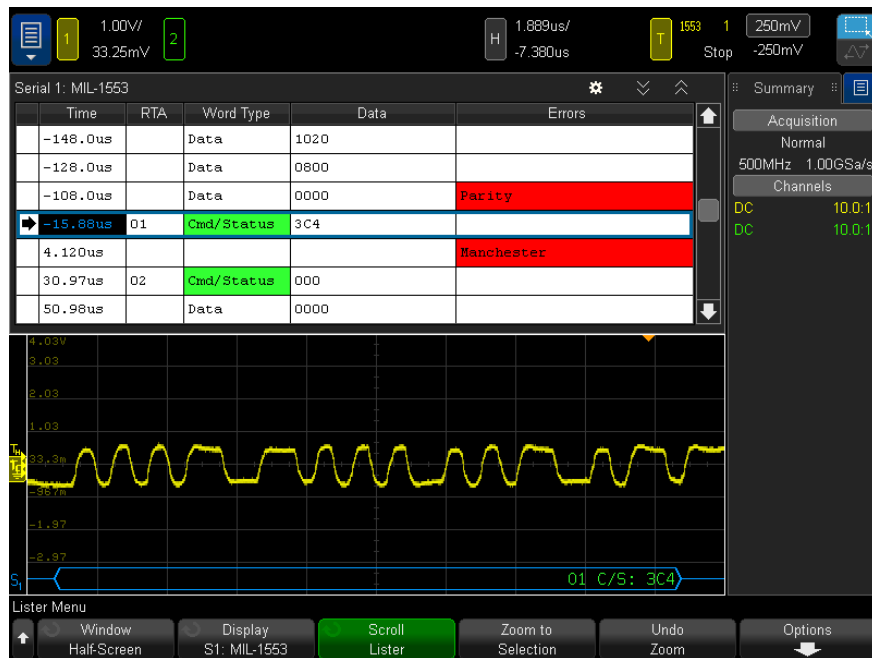 1 1.00V/ 2 H 1.889us/ T 1553 1 250mV
33.25mV -7.380us Stop -250mV
Serial 1: MIL-1553 Summary
Time RTA Word Type Data Errors
-148.0us Data 1020
-128.0us Data 0800
-108.0us Data 0000 Parity
-15.88us 01 Cmd/Status 3C4
4.120us Manchester
30.97us 02 Cmd/Status 000
50.98us Data 0000
Acquisition
Normal
500MHz 1.00GSa/s
Channels
DC 10.0:1
DC 10.0:1
4.03V
3.03
2.03
1.03
33.3m
-967m
-1.97
-2.97
S1 01 C/S: 3C4
Lister Menu
Window Display Scroll Zoom to Undo Options
Half-Screen S1: MIL-1553 Lister Selection Zoom